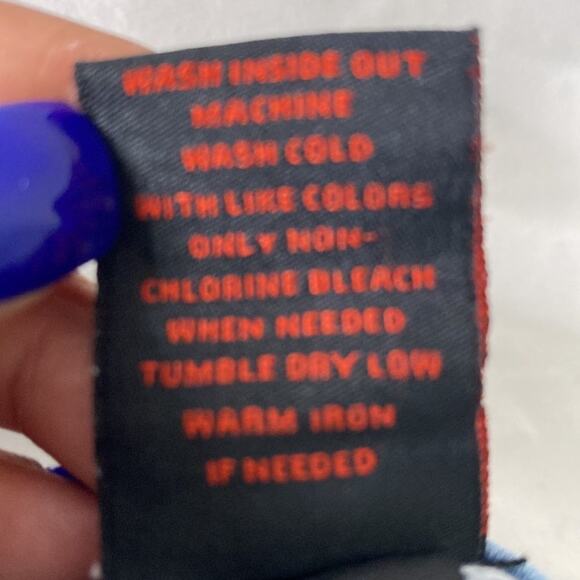 WASH INSIDE OUT
MACHINE
WASH COLD
WITH LIKE COLORS
ONLY NON-
CHLORINE BLEACH
WHEN NEEDED
TUMBLE DRY LOW
WARM IRON
IF NEEDED